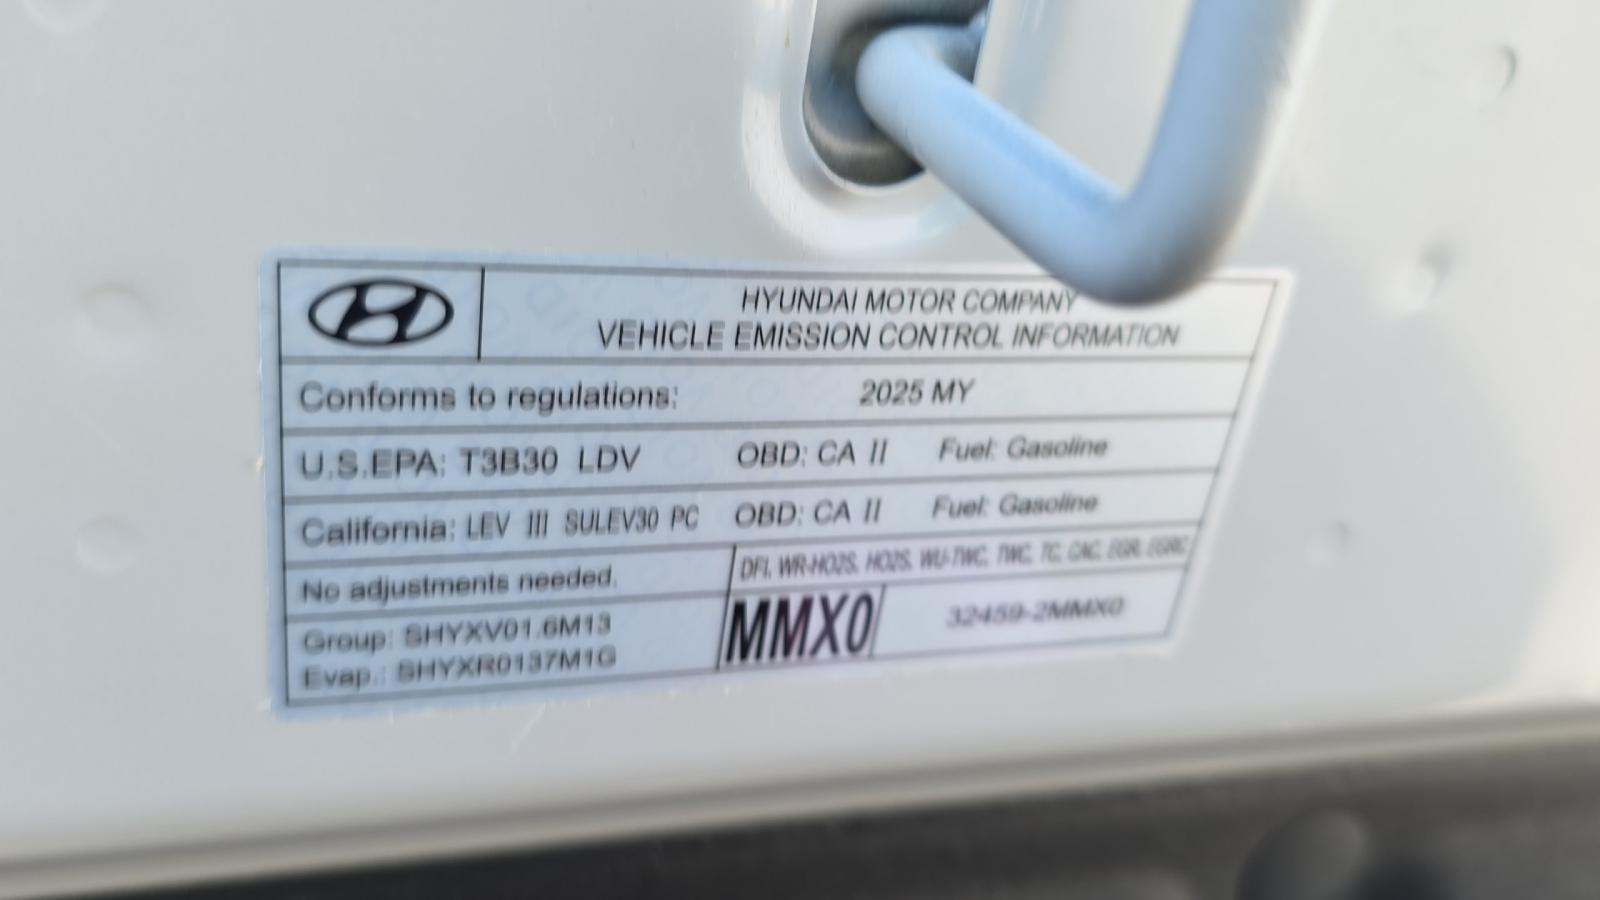 HYUNDAI MOTOR COMPANY
VEHICLE EMISSION CONTROL INFORMATION
Conforms to regulations: 2025 MY
U.S.EPA: T3B30 LDV OBD: CA II Fuel: Gasoline
California: LEV III SULEV30 PC OBD: CA II Fuel: Gasoline
No adjustments needed.
DFI, WR-HO2S, HO2S, WU-TWC, TWC, TC, CAC, EGR, EGRC
Group: SHYXV01.6M13
Evap.: SHYXR0137M1G
MMX0
32459-2MMX0